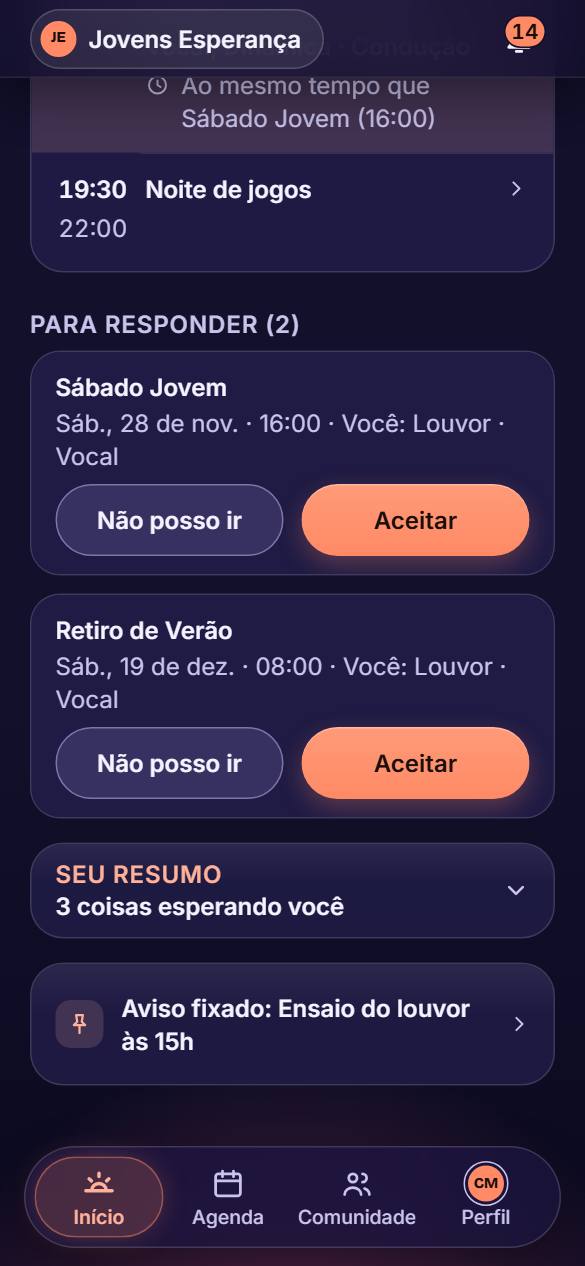 JE Jovens Esperança
14
Ao mesmo tempo que
Sábado Jovem (16:00)
19:30 Noite de jogos
22:00
PARA RESPONDER (2)
Sábado Jovem
Sáb., 28 de nov. · 16:00 · Você: Louvor ·
Vocal
Não posso ir Aceitar
Retiro de Verão
Sáb., 19 de dez. · 08:00 · Você: Louvor ·
Vocal
Não posso ir Aceitar
SEU RESUMO
3 coisas esperando você
Aviso fixado: Ensaio do louvor
às 15h
CM
Início Agenda Comunidade Perfil